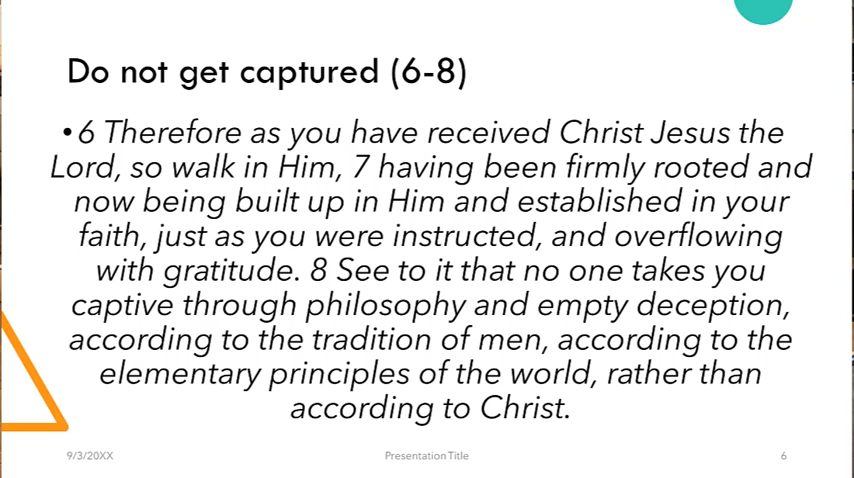 Do not get captured (6-8)
•6 Therefore as you have received Christ Jesus the
Lord, so walk in Him, 7 having been firmly rooted and
now being built up in Him and established in your
faith, just as you were instructed, and overflowing
with gratitude. 8 See to it that no one takes you
captive through philosophy and empty deception,
according to the tradition of men, according to the
elementary principles of the world, rather than
according to Christ.
9/3/20XX Presentation Title 6